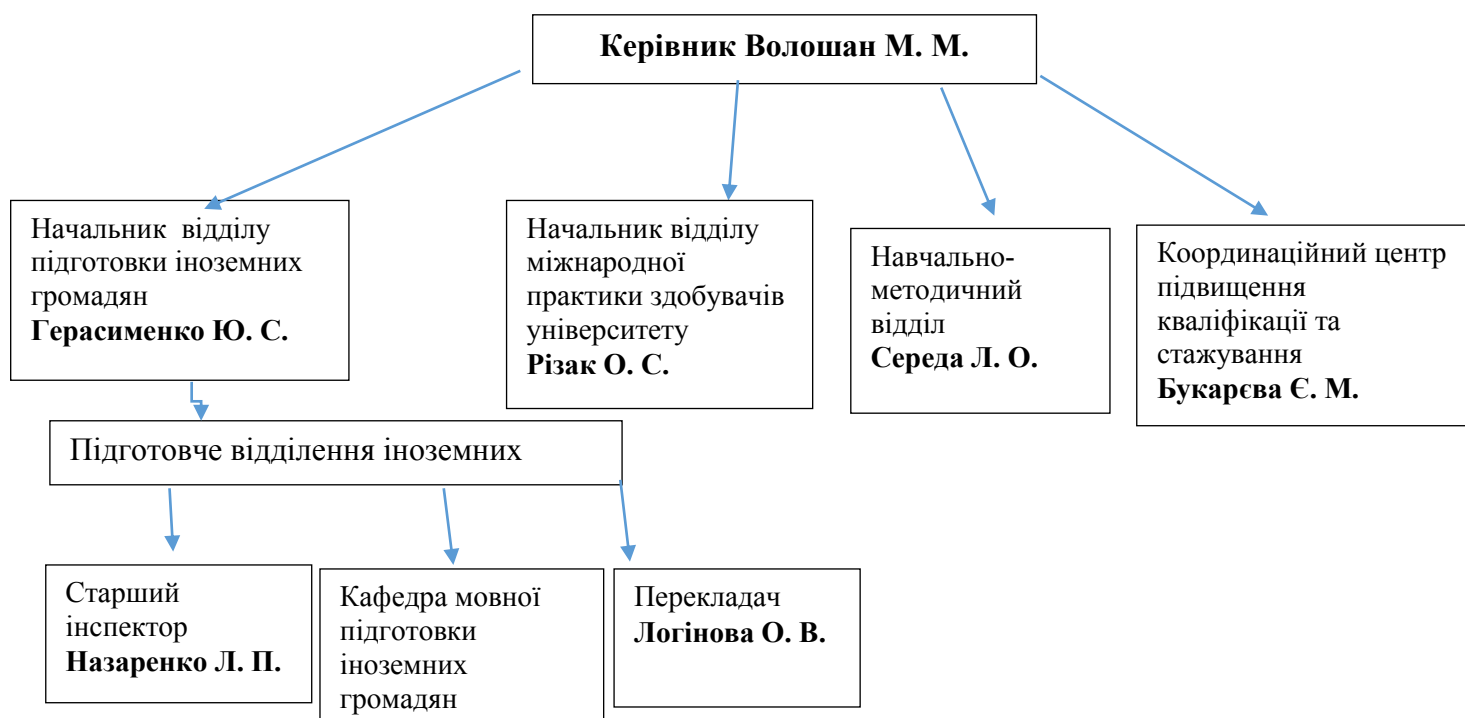 Керівник Волошан М. М.
Начальник відділу
підготовки іноземних
громадян
Герасименко Ю. С.
Начальник відділу
міжнародної
практики здобувачів
університету
Різак О. С.
Навчально-
методичний
відділ
Середа Л. О.
Координаційний центр
підвищення
кваліфікації та
стажування
Букарєва Є. М.
Підготовче відділення іноземних
Старший
інспектор
Назаренко Л. П.
Кафедра мовної
підготовки
іноземних
громадян
Перекладач
Логінова О. В.